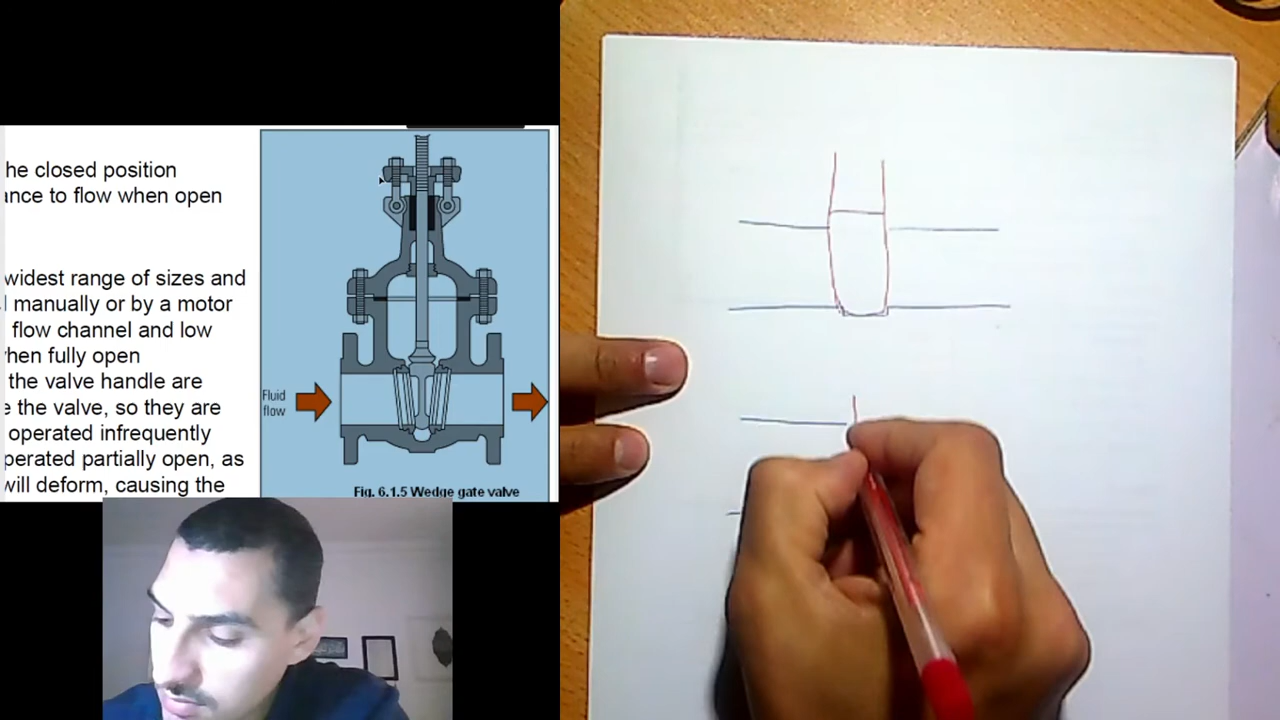 he closed position
ance to flow when open
widest range of sizes and
manually or by a motor
flow channel and low
hen fully open
the valve handle are
e the valve, so they are
operated infrequently
perated partially open, as
will deform, causing the
Fluid
flow
Fig. 6.1.5 Wedge gate valve